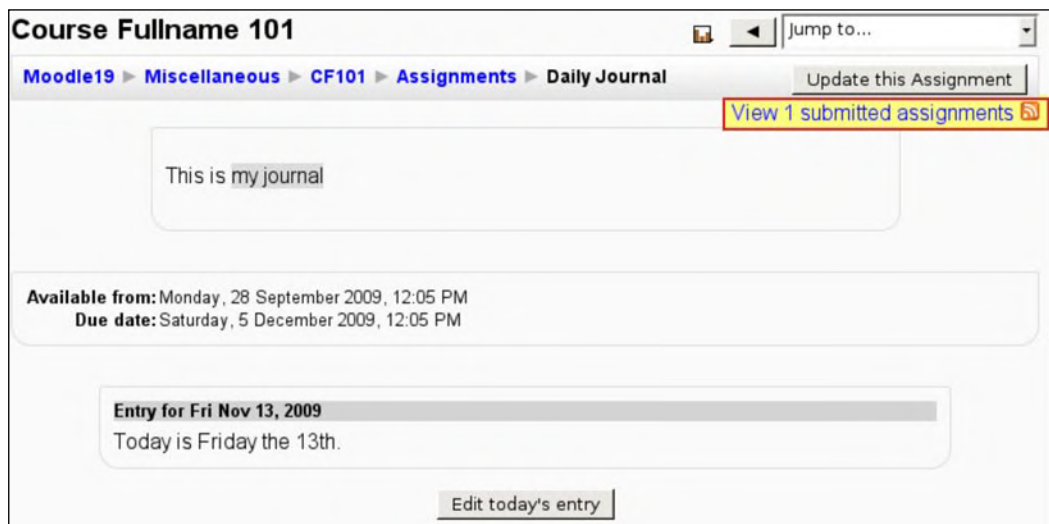 Course Fullname 101
Jump to...
Moodle19 ► Miscellaneous ► CF101 ► Assignments ► Daily Journal
Update this Assignment
View 1 submitted assignments
This is my journal
Available from: Monday, 28 September 2009, 12:05 PM
Due date: Saturday, 5 December 2009, 12:05 PM
Entry for Fri Nov 13, 2009
Today is Friday the 13th.
Edit today's entry